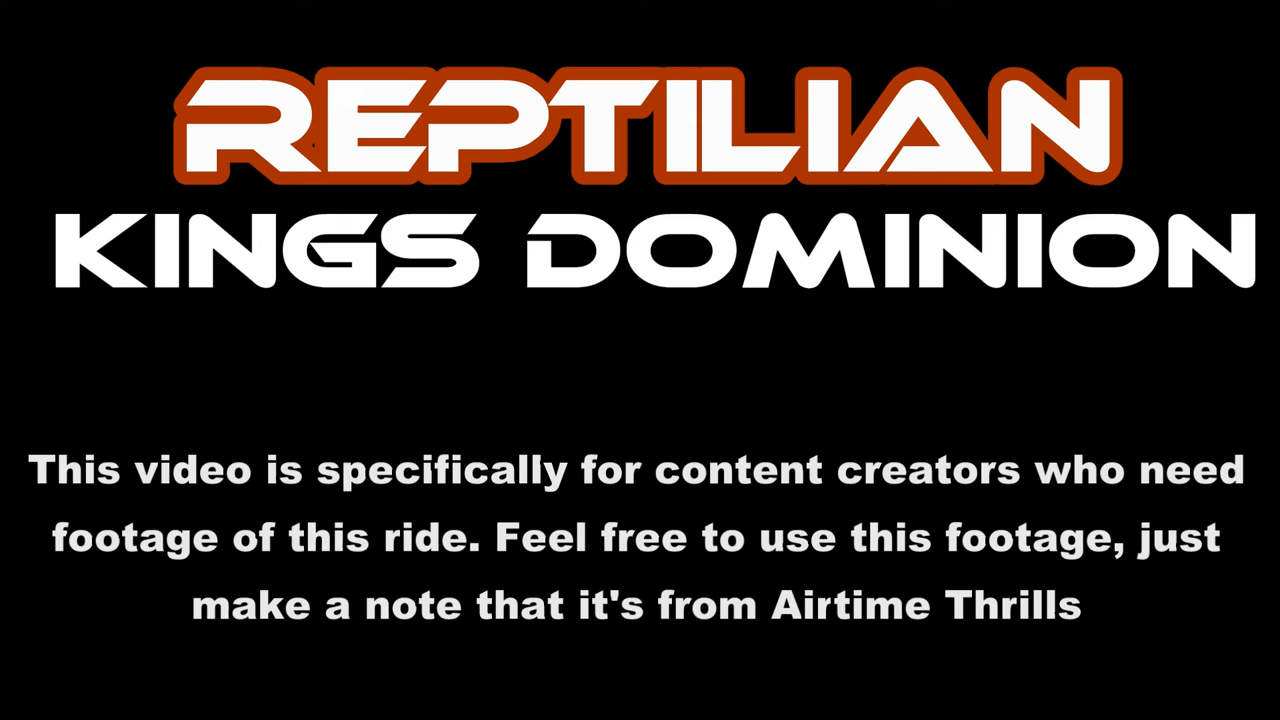 REPTILIAN
KINGS DOMINION
This video is specifically for content creators who need
footage of this ride. Feel free to use this footage, just
make a note that it's from Airtime Thrills